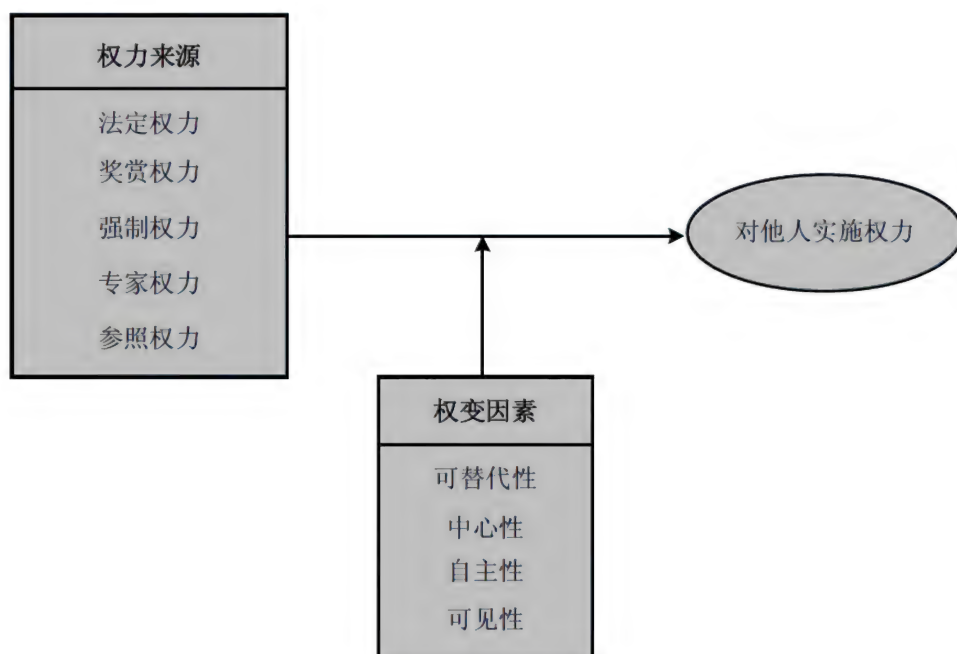 权力来源
法定权力
奖赏权力
强制权力
专家权力
参照权力
对他人实施权力
权变因素
可替代性
中心性
自主性
可见性